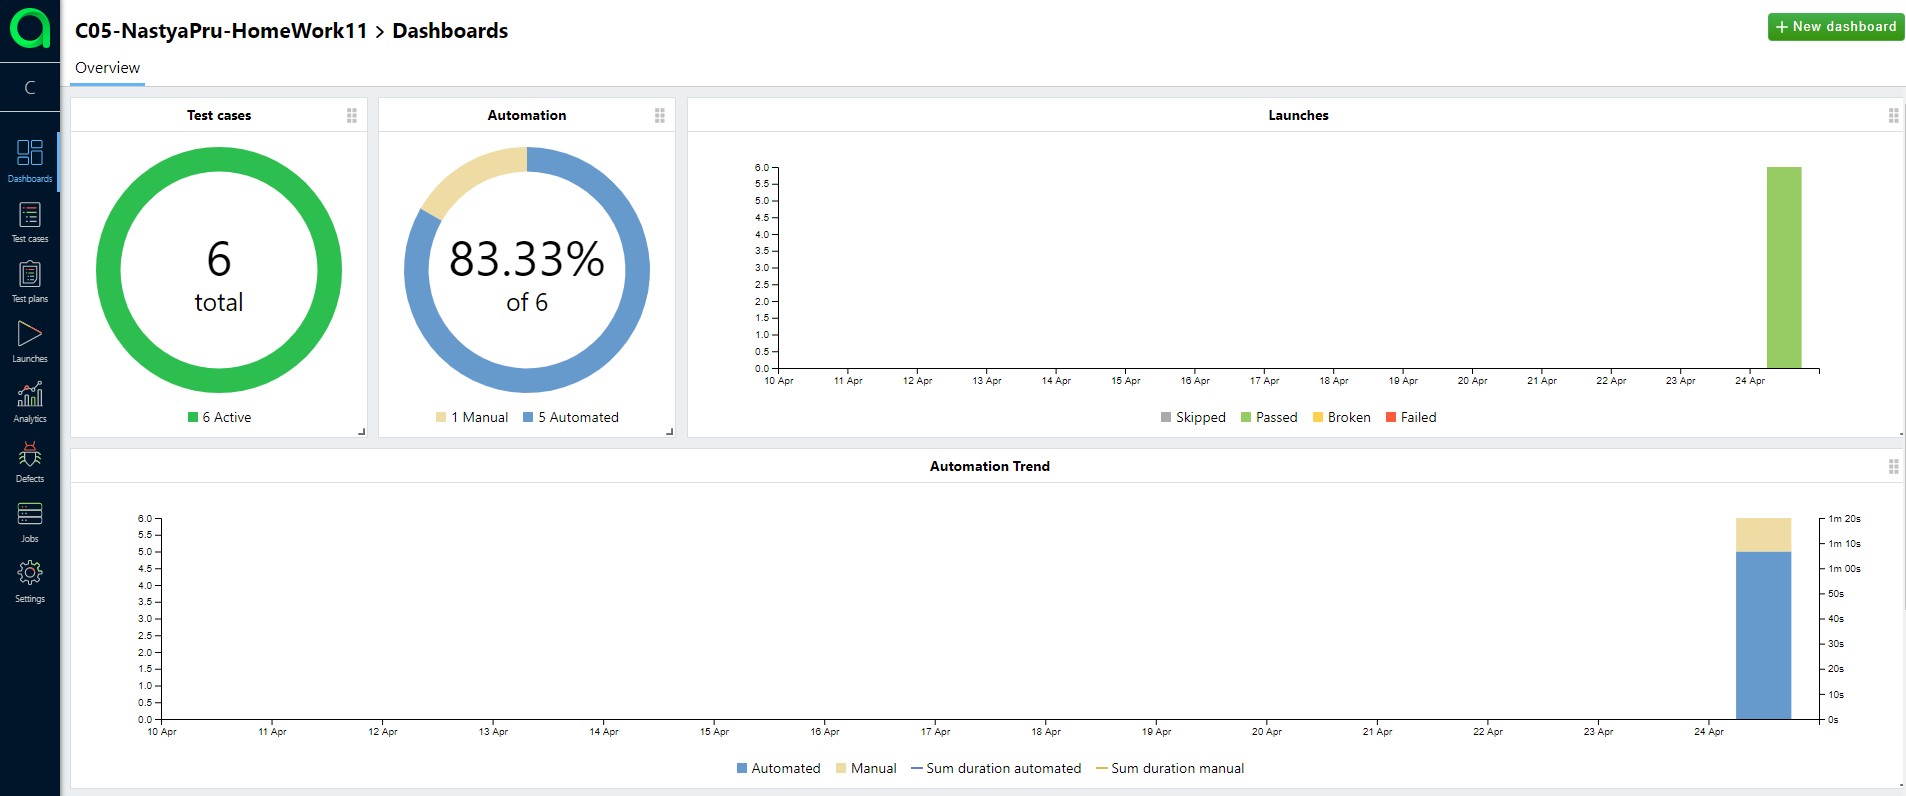 C05-NastyaPru-HomeWork11 > Dashboards
+ New dashboard
Overview
C
Dashboards
Test cases
Test plans
Launches
Analytics
Defects
Jobs
Settings
Test cases
6
total
6 Active
Automation
83.33%
of 6
1 Manual 5 Automated
Launches
6.0
5.5
5.0
4.5
4.0
3.5
3.0
2.5
2.0
1.5
1.0
0.5
0.0
10 Apr 11 Apr 12 Apr 13 Apr 14 Apr 15 Apr 16 Apr 17 Apr 18 Apr 19 Apr 20 Apr 21 Apr 22 Apr 23 Apr 24 Apr
Skipped Passed Broken Failed
Automation Trend
6.0
5.5
5.0
4.5
4.0
3.5
3.0
2.5
2.0
1.5
1.0
0.5
0.0
1m 20s
1m 10s
1m 00s
50s
40s
30s
20s
10s
0s
10 Apr 11 Apr 12 Apr 13 Apr 14 Apr 15 Apr 16 Apr 17 Apr 18 Apr 19 Apr 20 Apr 21 Apr 22 Apr 23 Apr 24 Apr
Automated Manual Sum duration automated Sum duration manual